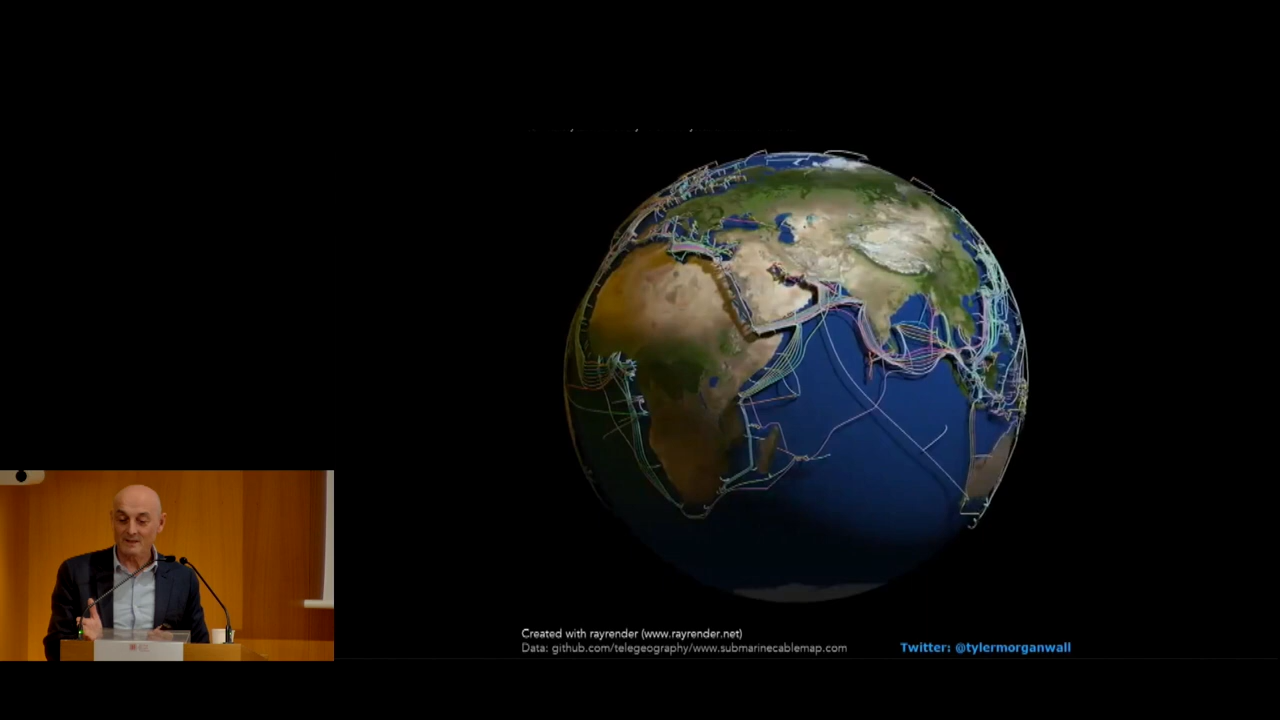 Created with rayrender (www.rayrender.net)
Data: github.com/telegeography/www.submarinecablemap.com
Twitter: @tylermorganwall